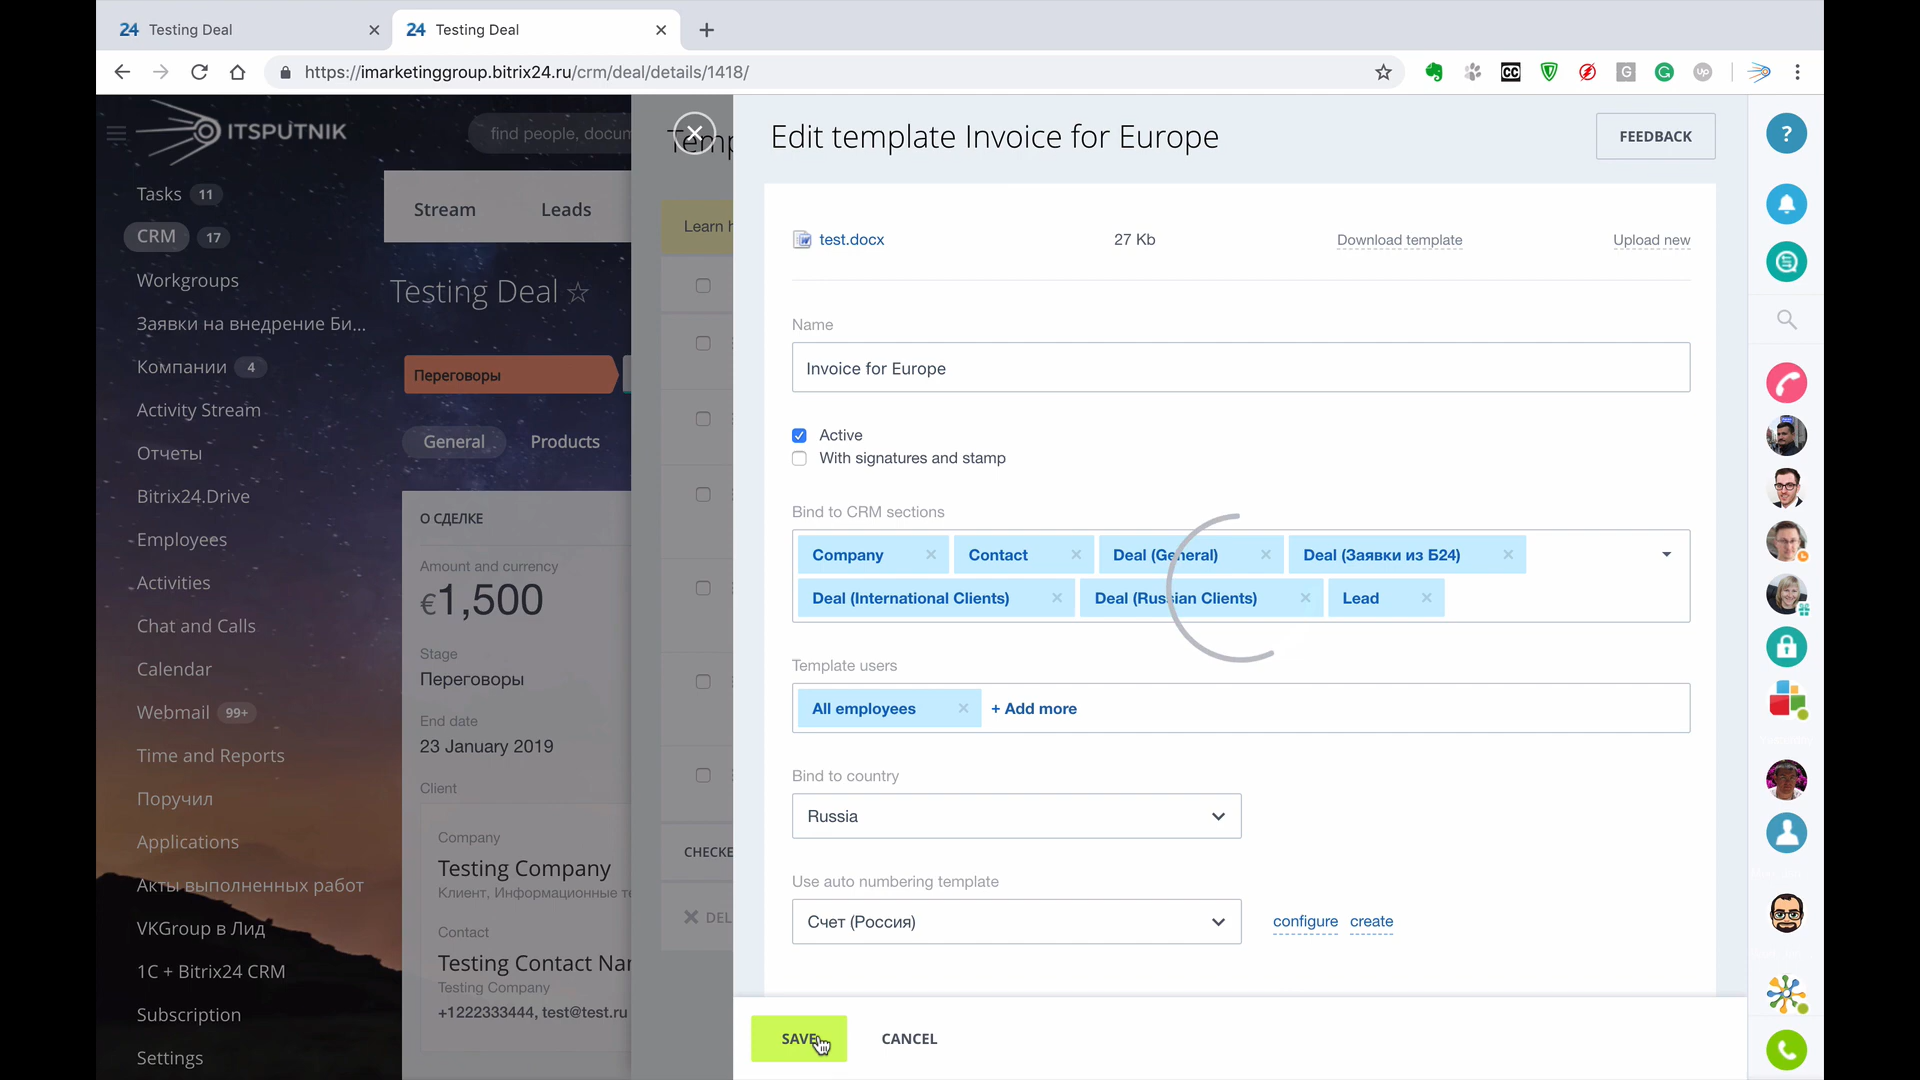 24 Testing Deal
24 Testing Deal
https://imarketinggroup.bitrix24.ru/crm/deal/details/1418/
CC
G
UP
ITSPUTNIK
find people, docum
Tasks 11
CRM 17
Workgroups
Заявки на внедрение Би...
Компании 4
Activity Stream
Отчеты
Bitrix24.Drive
Employees
Activities
Chat and Calls
Calendar
Webmail 99+
Time and Reports
Поручил
Applications
Акты выполненных работ
VKGroup в Лид
1C + Bitrix24 CRM
Subscription
Settings
Stream Leads
Testing Deal
Переговоры
General Products
О СДЕЛКЕ
Amount and currency
€1,500
Stage
Переговоры
End date
23 January 2019
Client
Company
Testing Company
Клиент, Информационные те
Contact
Testing Contact Nar
Testing Company
+1222333444, test@test.ru
Temp
Learn h
CHECKE
DEL
Edit template Invoice for Europe
FEEDBACK
test.docx 27 Kb Download template Upload new
Name
Invoice for Europe
Active
With signatures and stamp
Bind to CRM sections
Company × Contact × Deal (General) × Deal (Заявки из Б24) ×
Deal (International Clients) × Deal (Russian Clients) × Lead ×
Template users
All employees × + Add more
Bind to country
Russia
Use auto numbering template
Счет (Россия) configure create
SAVE CANCEL
?